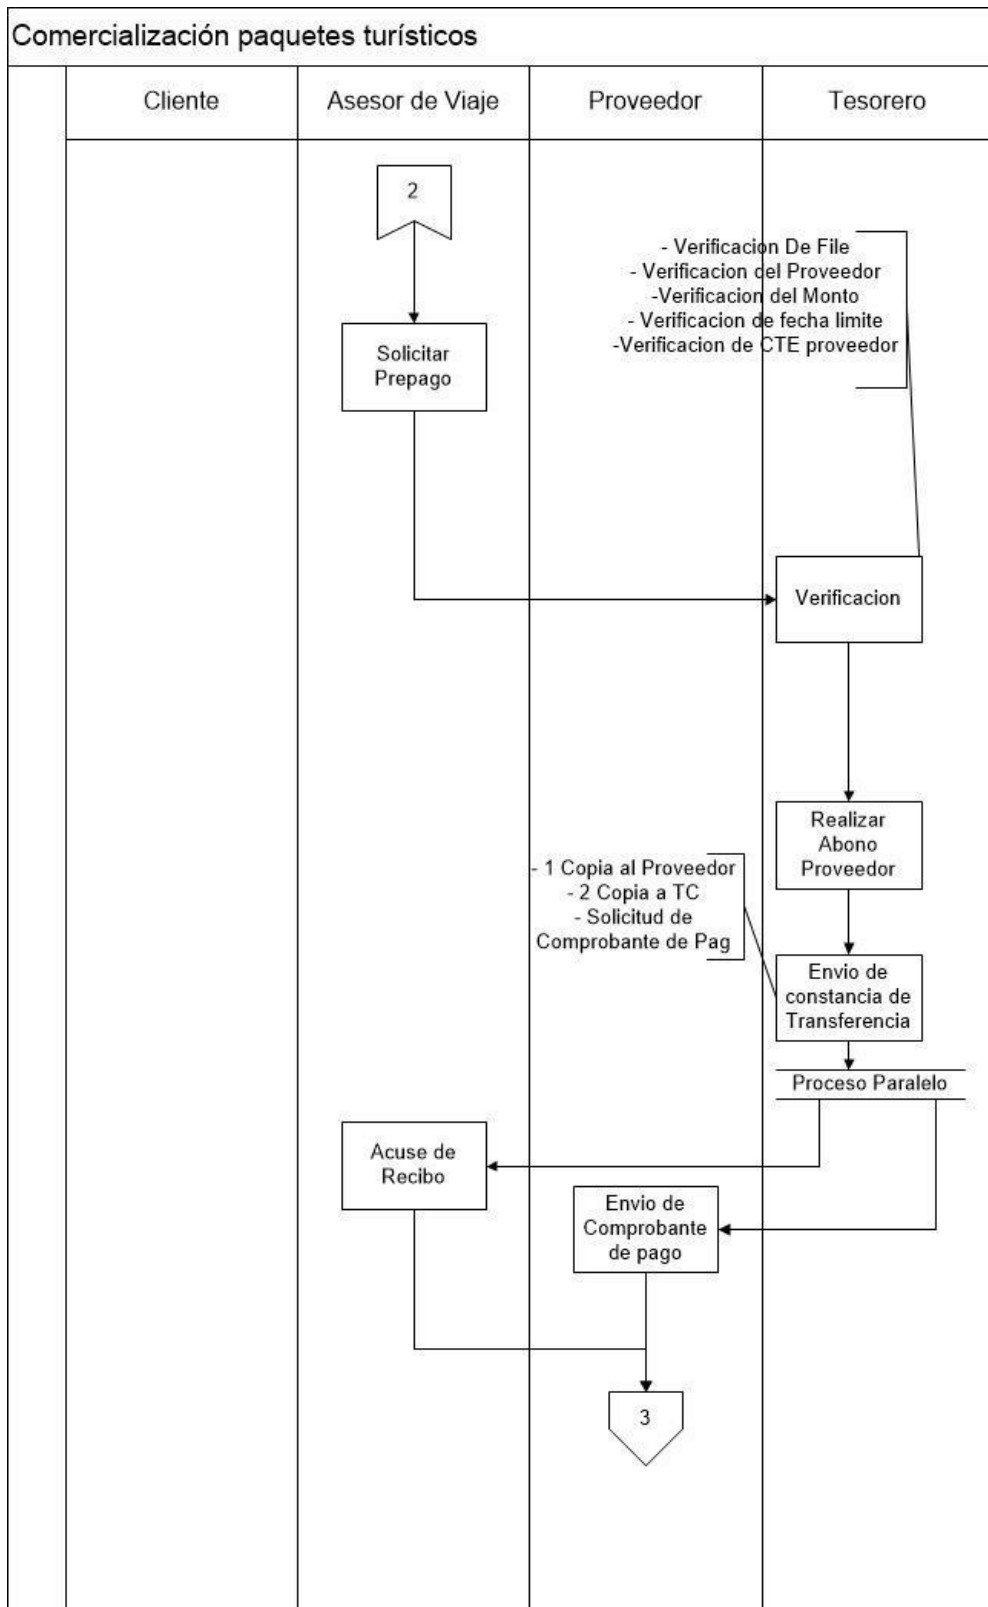 Comercialización paquetes turísticos
Cliente
Asesor de Viaje
Proveedor
Tesorero
2
- Verificacion De File
- Verificacion del Proveedor
-Verificacion del Monto
- Verificacion de fecha limite
-Verificacion de CTE proveedor
Solicitar
Prepago
Verificacion
Realizar
Abono
Proveedor
- 1 Copia al Proveedor
- 2 Copia a TC
- Solicitud de
Comprobante de Pag
Envio de
constancia de
Transferencia
Proceso Paralelo
Acuse de
Recibo
Envio de
Comprobante
de pago
3